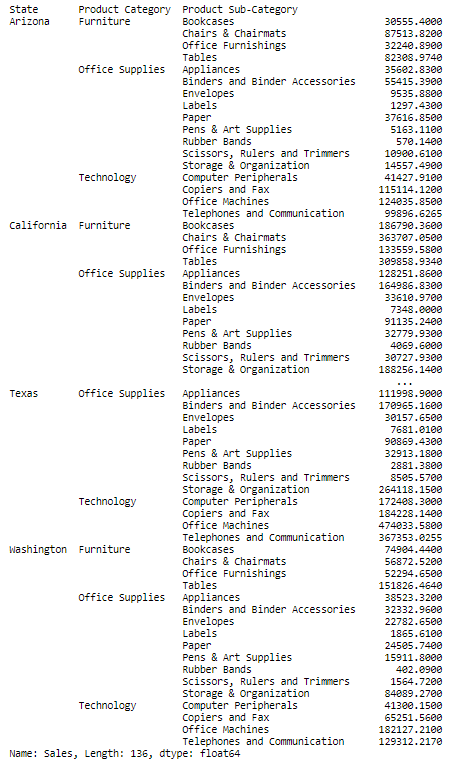 State      Product Category  Product Sub-Category
Arizona    Furniture         Bookcases                          30555.4000
                             Chairs & Chairmats                 87513.8200
                             Office Furnishings                 32240.8900
                             Tables                             82308.9740
           Office Supplies   Appliances                         35602.8300
                             Binders and Binder Accessories     55415.3900
                             Envelopes                           9535.8800
                             Labels                              1297.4300
                             Paper                              37616.8500
                             Pens & Art Supplies                 5163.1100
                             Rubber Bands                         570.1400
                             Scissors, Rulers and Trimmers      10900.6100
                             Storage & Organization             14557.4900
           Technology        Computer Peripherals               41427.9100
                             Copiers and Fax                   115114.1200
                             Office Machines                   124035.8500
                             Telephones and Communication       99896.6265
California Furniture         Bookcases                         186790.3600
                             Chairs & Chairmats                363707.0500
                             Office Furnishings                133559.5800
                             Tables                            309858.9340
           Office Supplies   Appliances                        128251.8600
                             Binders and Binder Accessories    164986.8300
                             Envelopes                          33610.9700
                             Labels                              7348.0000
                             Paper                              91135.2400
                             Pens & Art Supplies                32779.9300
                             Rubber Bands                        4069.6000
                             Scissors, Rulers and Trimmers      30727.9300
                             Storage & Organization            188256.1400
                                                                  ...
Texas      Office Supplies   Appliances                        111998.9000
                             Binders and Binder Accessories    170965.1600
                             Envelopes                          30157.6500
                             Labels                              7681.0100
                             Paper                              90869.4300
                             Pens & Art Supplies                32913.1800
                             Rubber Bands                        2881.3800
                             Scissors, Rulers and Trimmers       8505.5700
                             Storage & Organization            264118.1500
           Technology        Computer Peripherals              172408.3000
                             Copiers and Fax                   184228.1400
                             Office Machines                   474033.5800
                             Telephones and Communication      367353.0255
Washington Furniture         Bookcases                          74904.4400
                             Chairs & Chairmats                 56872.5200
                             Office Furnishings                 52294.6500
                             Tables                            151826.4640
           Office Supplies   Appliances                         38523.3200
                             Binders and Binder Accessories     32332.9600
                             Envelopes                          22782.6500
                             Labels                              1865.6100
                             Paper                              24505.7400
                             Pens & Art Supplies                15911.8000
                             Rubber Bands                         402.0900
                             Scissors, Rulers and Trimmers       1564.7200
                             Storage & Organization             84089.2700
           Technology        Computer Peripherals               41300.1500
                             Copiers and Fax                    65251.5600
                             Office Machines                   182127.2100
                             Telephones and Communication      129312.2170
Name: Sales, Length: 136, dtype: float64